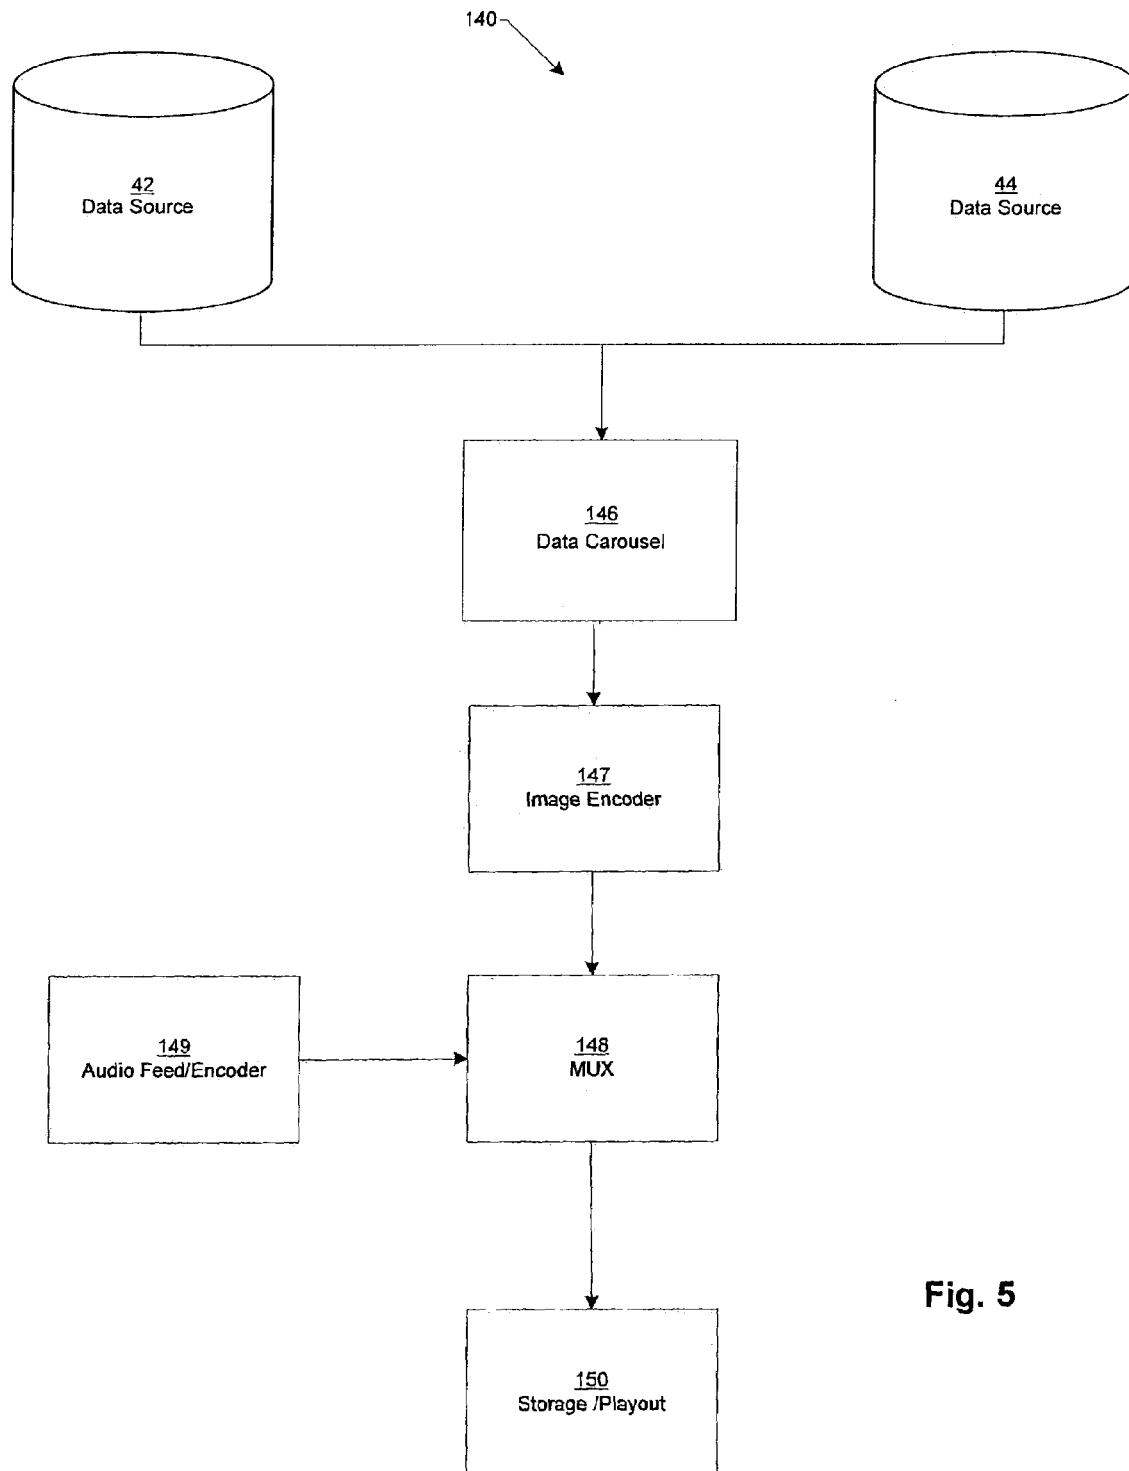 140
42
Data Source
44
Data Source
146
Data Carousel
147
Image Encoder
149
Audio Feed/Encoder
148
MUX
Fig. 5
150
Storage /Playout